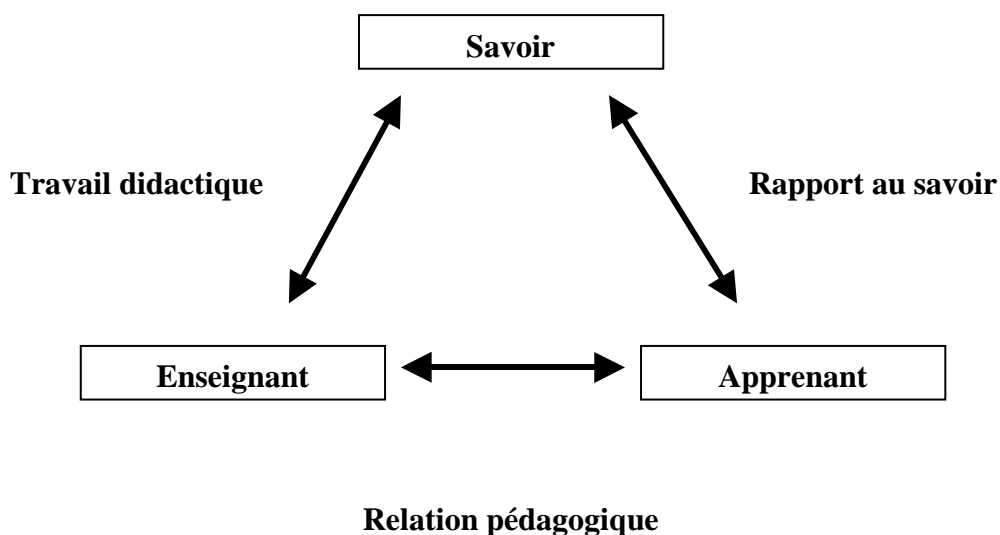 Savoir
Travail didactique
Rapport au savoir
Enseignant
Apprenant
Relation pédagogique